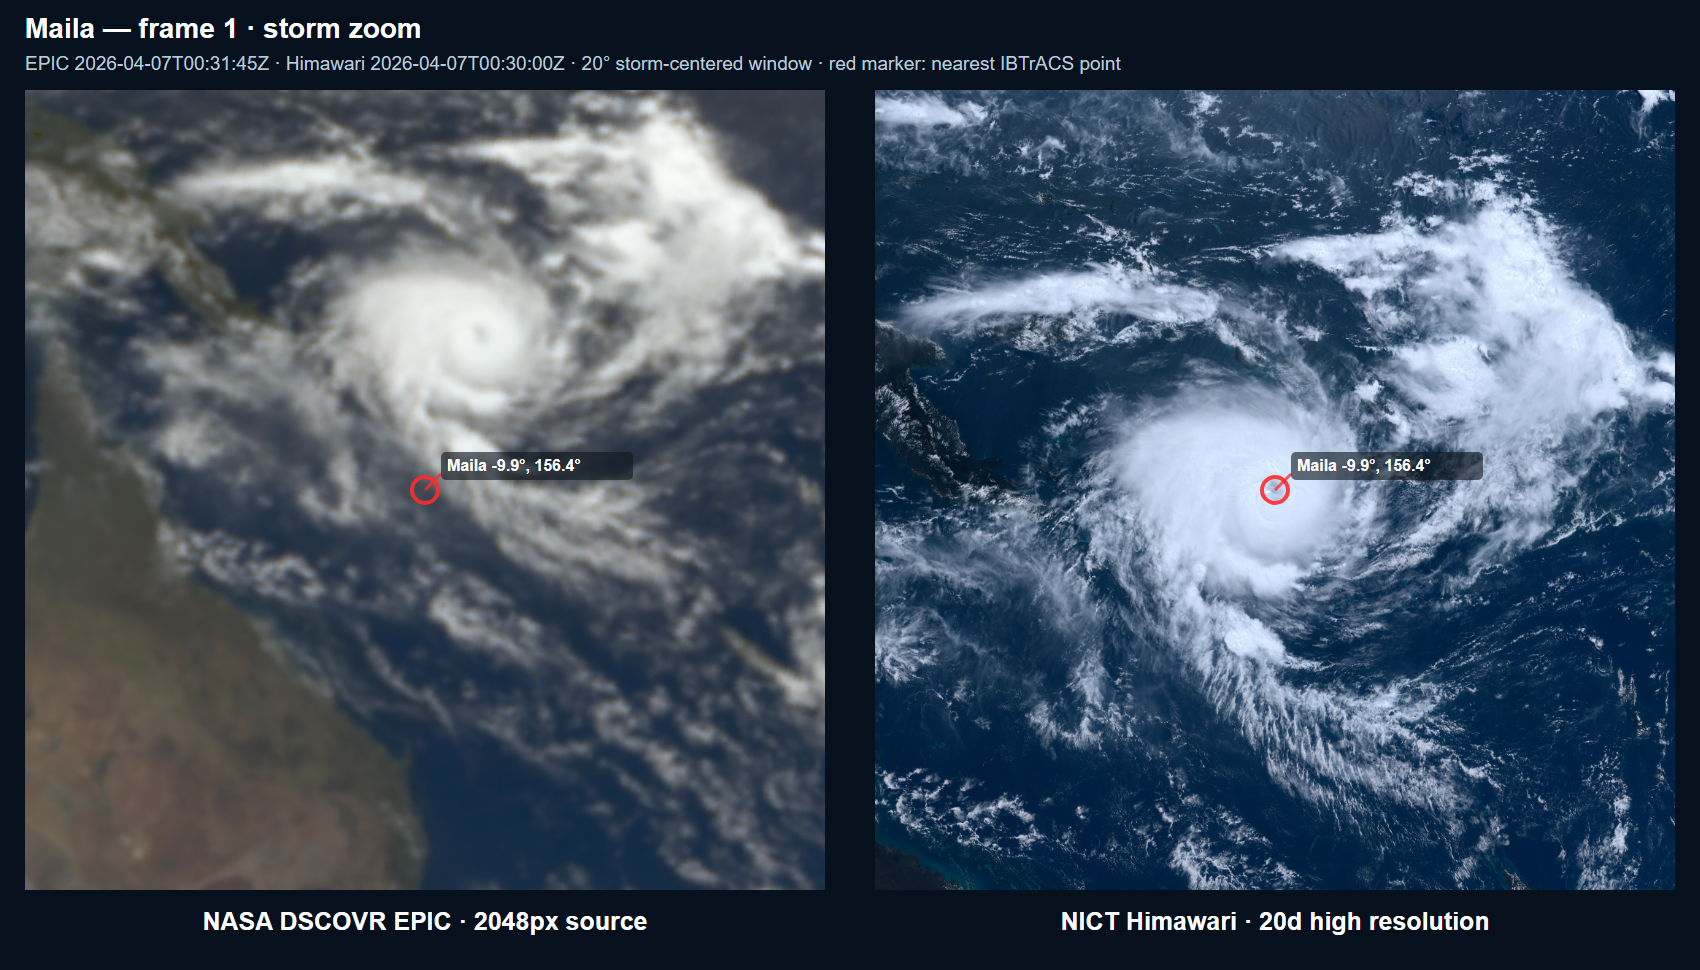 Maila — frame 1 · storm zoom
EPIC 2026-04-07T00:31:45Z · Himawari 2026-04-07T00:30:00Z · 20° storm-centered window · red marker: nearest IBTrACS point
Maila -9.9°, 156.4°
Maila -9.9°, 156.4°
NASA DSCOVR EPIC · 2048px source
NICT Himawari · 20d high resolution